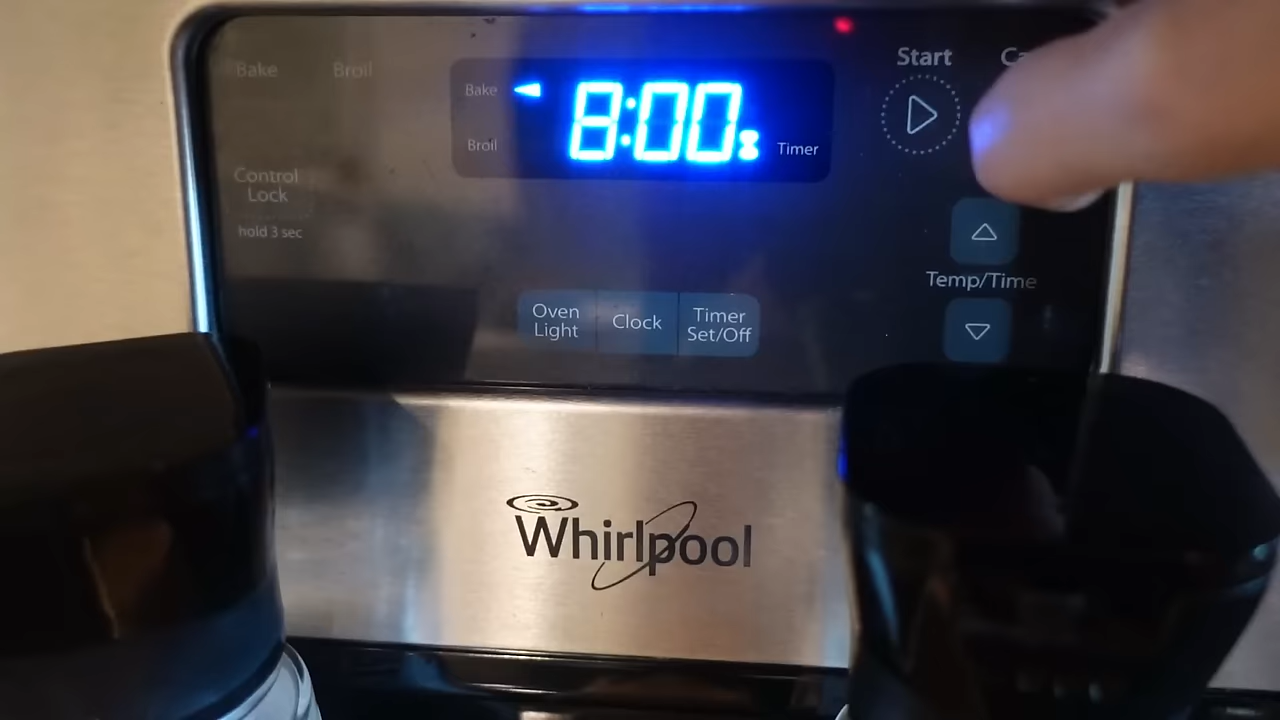 Bake
Broil
Bake
8:00
Start
Broil
Timer
Control
Lock
hold 3 sec
Temp/Time
Oven
Light
Clock
Timer
Set/Off
Whirlpool